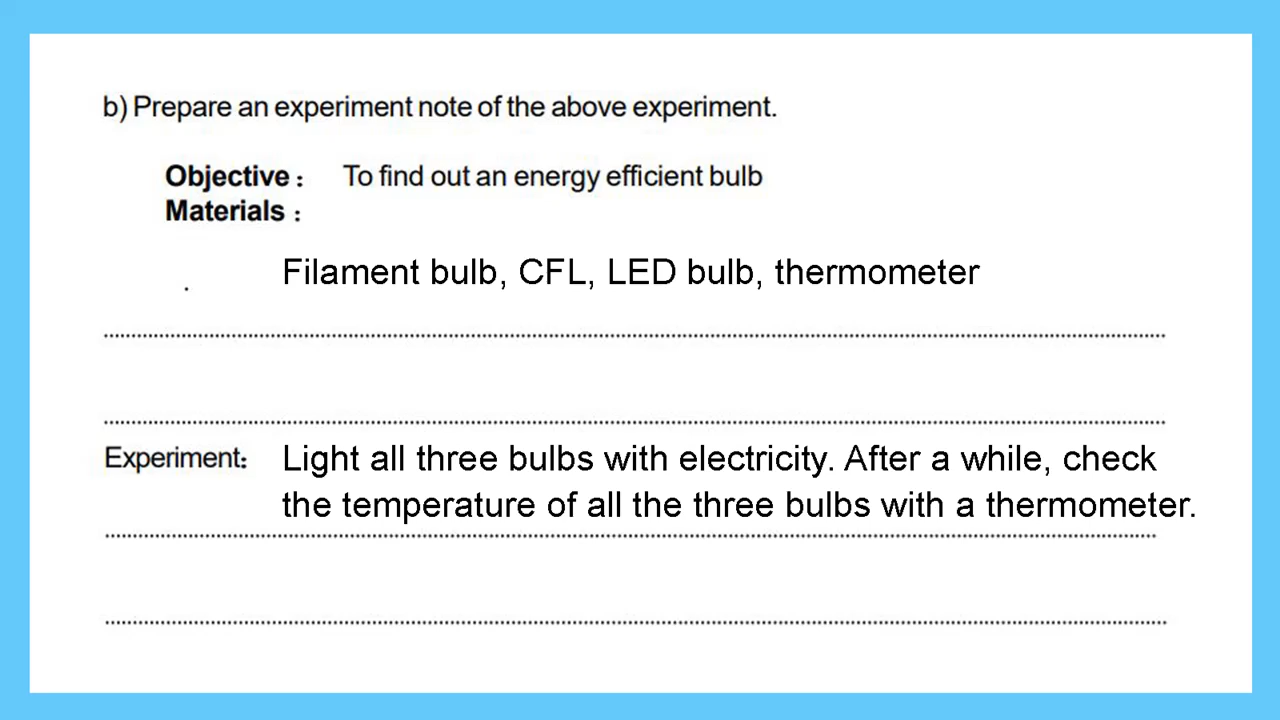 b) Prepare an experiment note of the above experiment.
Objective : To find out an energy efficient bulb
Materials :
Filament bulb, CFL, LED bulb, thermometer
Experiment: Light all three bulbs with electricity. After a while, check
the temperature of all the three bulbs with a thermometer.